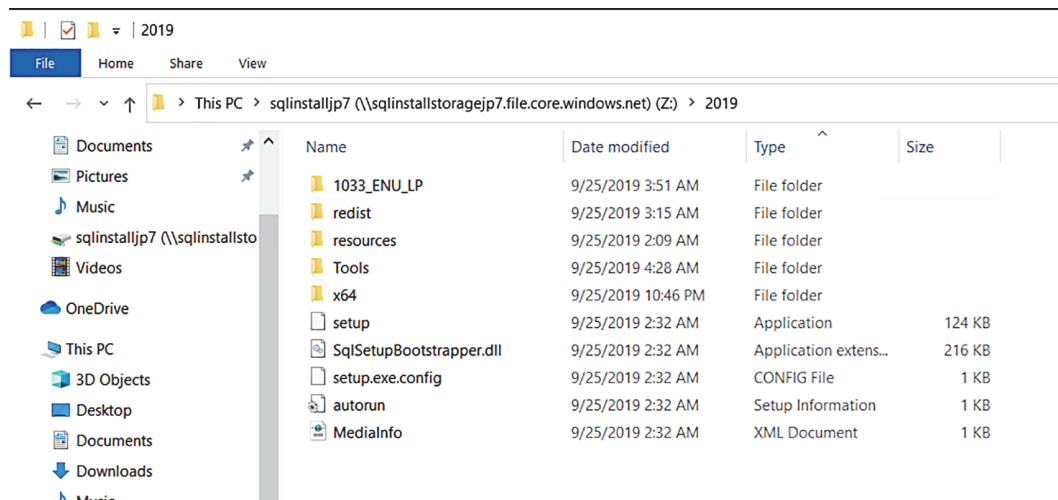 2019
File Home Share View
This PC > sqlinstalljp7 (\\sqlinstallstoragejp7.file.core.windows.net) (Z:) > 2019
Documents
Pictures
Music
sqlinstalljp7 (\\sqlinstallsto
Videos
OneDrive
This PC
3D Objects
Desktop
Documents
Downloads
Music
Name Date modified Type Size
1033_ENU_LP 9/25/2019 3:51 AM File folder
redist 9/25/2019 3:15 AM File folder
resources 9/25/2019 2:09 AM File folder
Tools 9/25/2019 4:28 AM File folder
x64 9/25/2019 10:46 PM File folder
setup 9/25/2019 2:32 AM Application 124 KB
SqlSetupBootstrapper.dll 9/25/2019 2:32 AM Application extens... 216 KB
setup.exe.config 9/25/2019 2:32 AM CONFIG File 1 KB
autorun 9/25/2019 2:32 AM Setup Information 1 KB
MediaInfo 9/25/2019 2:32 AM XML Document 1 KB